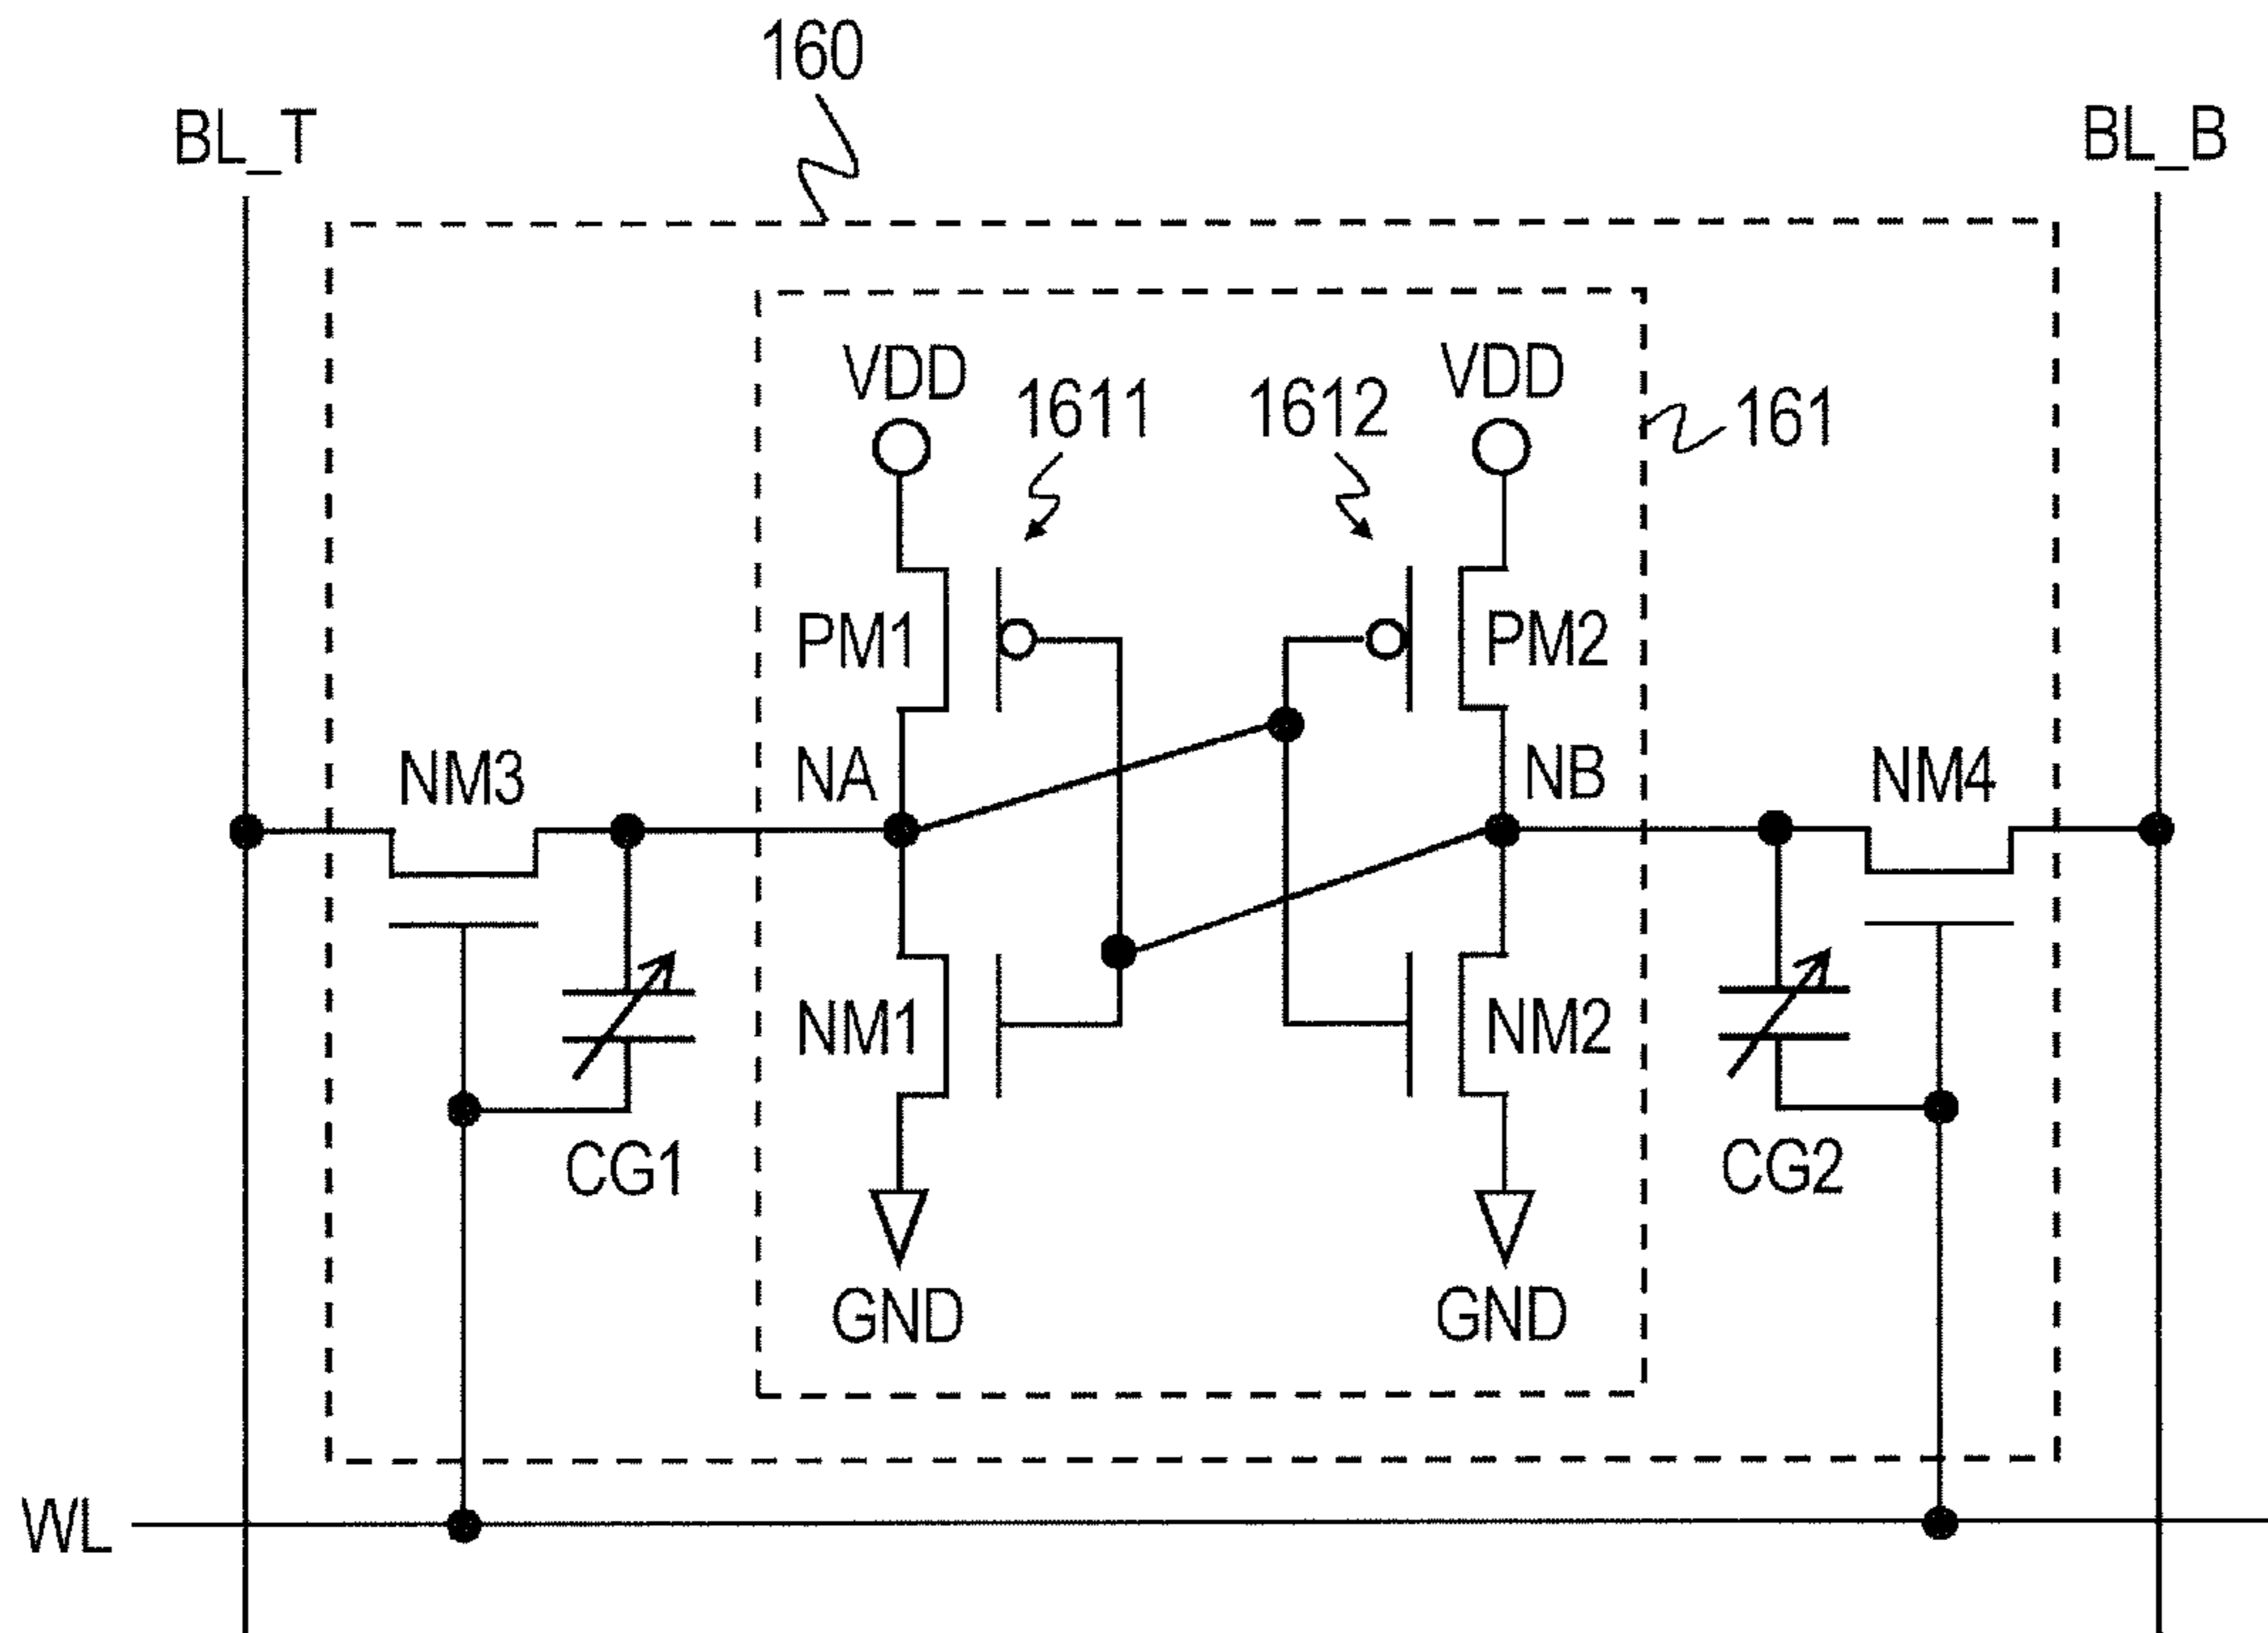 160
BL_T
BL_B
VDD
1611
1612
VDD
161
PM1
PM2
NM3
NA
NB
NM4
NM1
NM2
CG1
CG2
GND
GND
WL